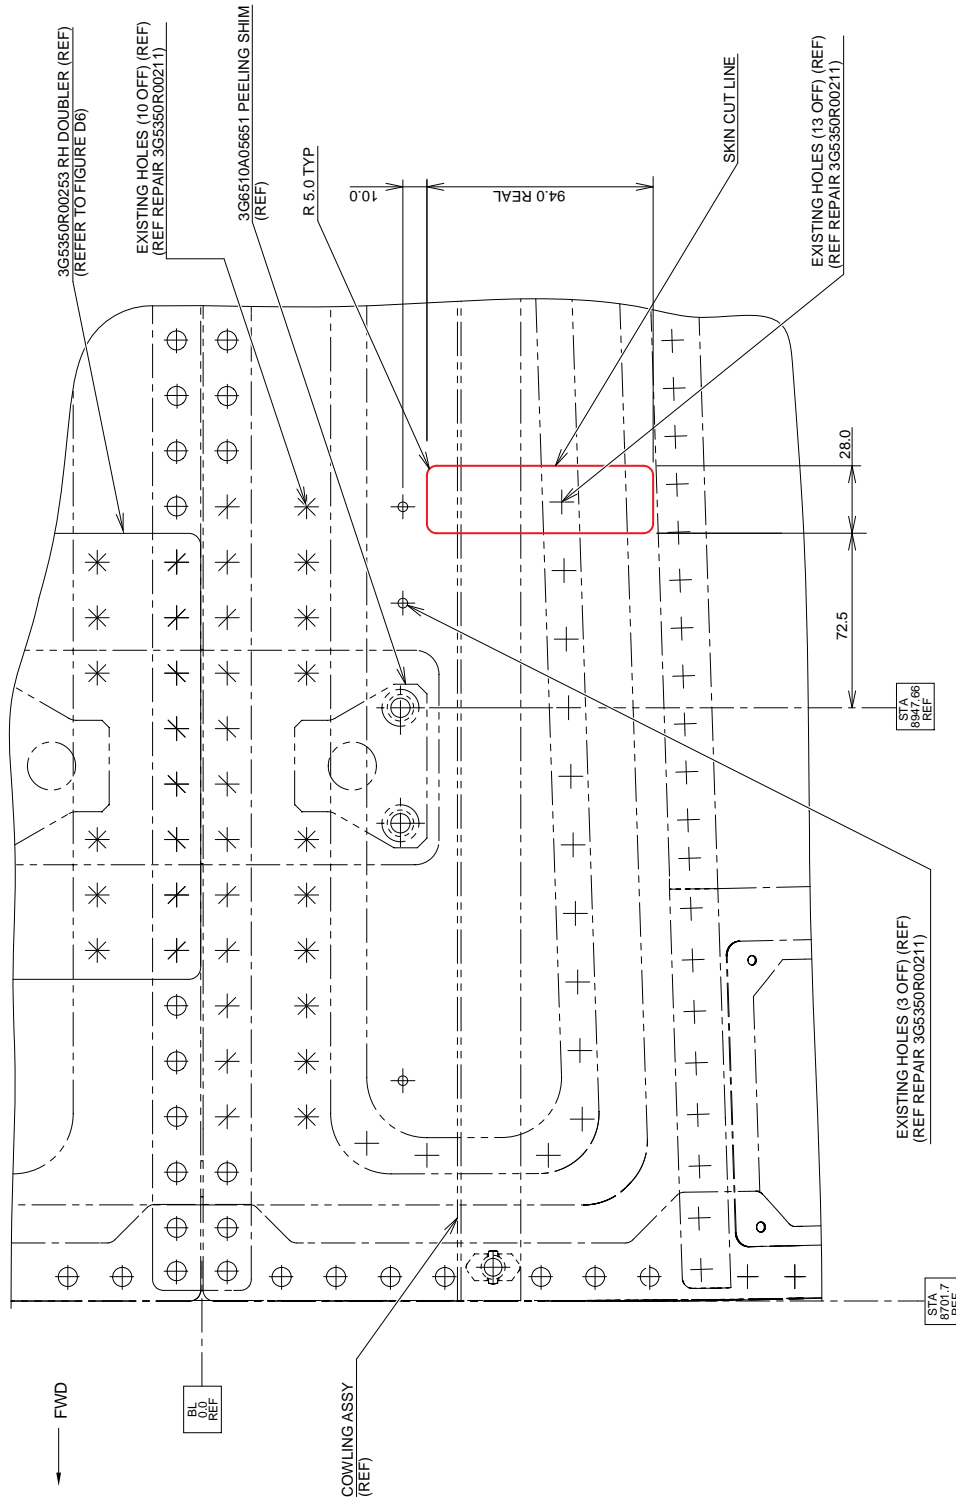 3G5350R00253 RH DOUBLER (REF)
(REFER TO FIGURE D6)
EXISTING HOLES (10 OFF) (REF)
(REF REPAIR 3G5350R00211)
3G6510A05651 PEELING SHIM
(REF)
R 5.0 TYP
10.0
94.0 REAL
SKIN CUT LINE
EXISTING HOLES (13 OFF) (REF)
(REF REPAIR 3G5350R00211)
28.0
72.5
STA
8947.66
REF
EXISTING HOLES (3 OFF) (REF)
(REF REPAIR 3G5350R00211)
STA
8701.7
REF
FWD
BL
0.0
REF
COWLING ASSY
(REF)